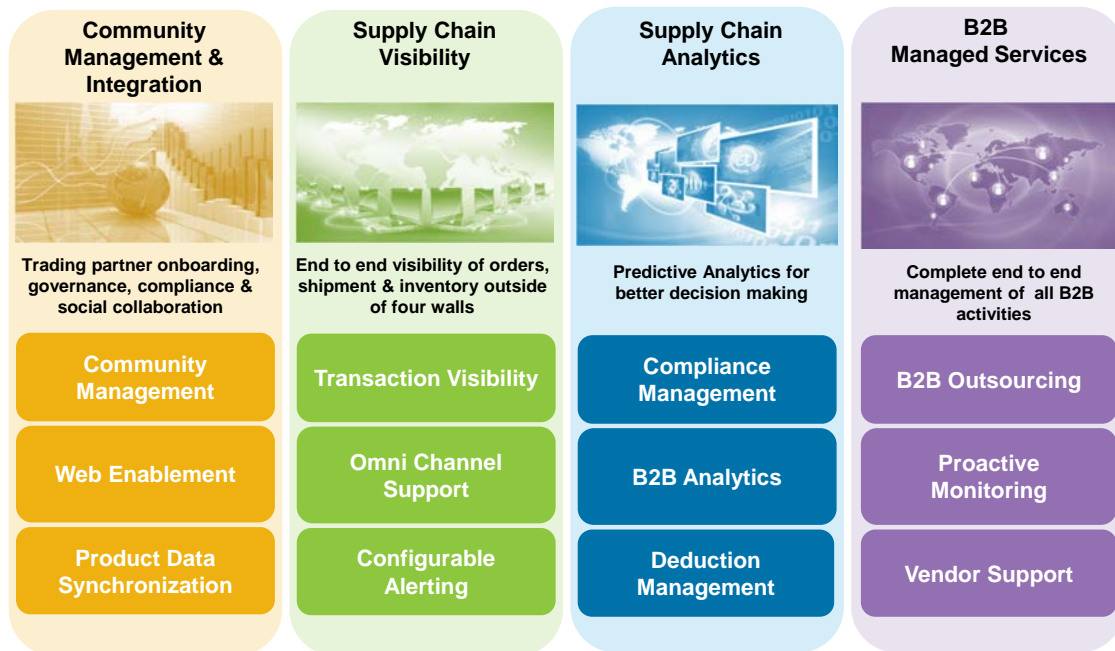 Community
Management &
Integration
Trading partner onboarding,
governance, compliance &
social collaboration
Community
Management
Web Enablement
Product Data
Synchronization
Supply Chain
Visibility
End to end visibility of orders,
shipment & inventory outside
of four walls
Transaction Visibility
Omni Channel
Support
Configurable
Alerting
Supply Chain
Analytics
Predictive Analytics for
better decision making
Compliance
Management
B2B Analytics
Deduction
Management
B2B
Managed Services
Complete end to end
management of all B2B
activities
B2B Outsourcing
Proactive
Monitoring
Vendor Support